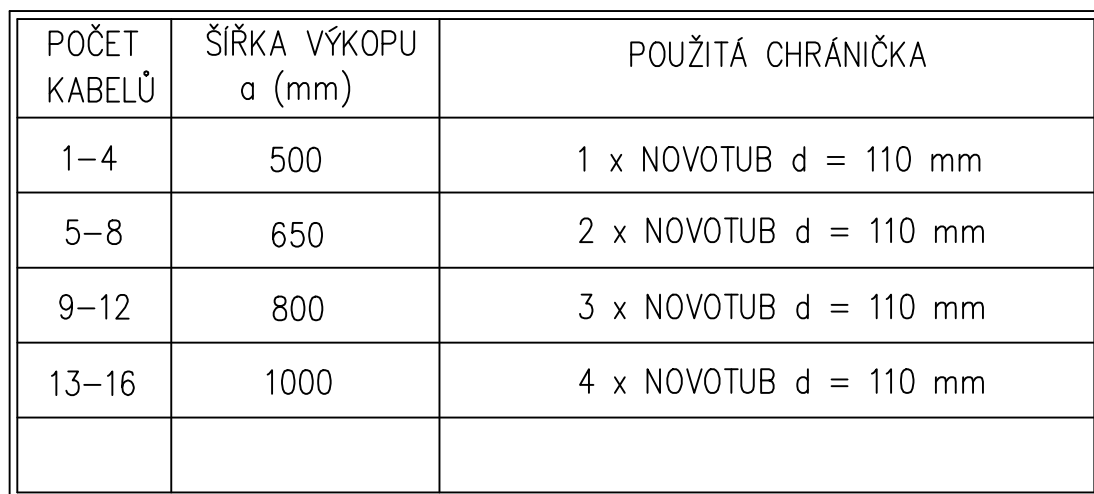 POČET KABELŮ
ŠÍŘKA VÝKOPU a (mm)
POUŽITÁ CHRÁNIČKA
1–4 500 1 x NOVOTUB d = 110 mm
5–8 650 2 x NOVOTUB d = 110 mm
9–12 800 3 x NOVOTUB d = 110 mm
13–16 1000 4 x NOVOTUB d = 110 mm